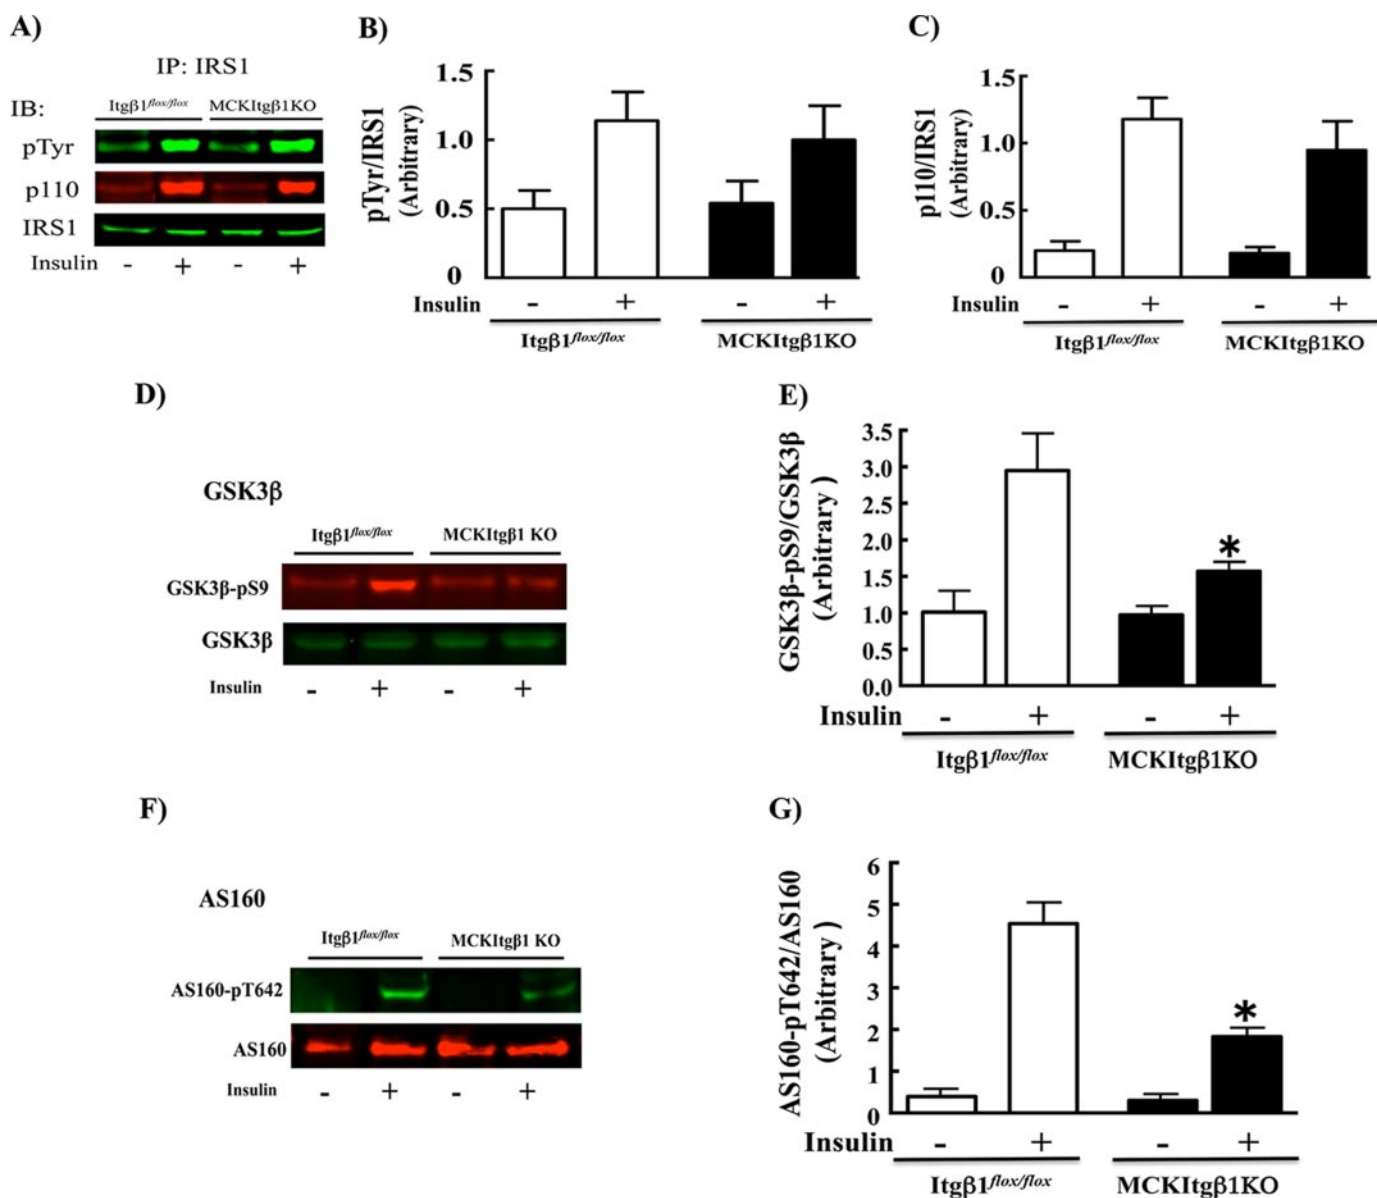 A)
IP: IRS1
IB:
Itgβ1flox/flox MCKItgβ1KO
pTyr
p110
IRS1
Insulin - + - +
B)
pTyr/IRS1
(Arbitrary)
1.5
1.0
0.5
0
Insulin - + - +
Itgβ1flox/flox MCKItgβ1KO
C)
p110/IRS1
(Arbitrary)
1.5
1.0
0.5
0
Insulin - + - +
Itgβ1flox/flox MCKItgβ1KO
D)
GSK3β
Itgβ1flox/flox MCKItgβ1 KO
GSK3β-pS9
GSK3β
Insulin - + - +
E)
GSK3β-pS9/GSK3β
(Arbitrary )
3.5
3.0
2.5
2.0
1.5
1.0
0.5
0.0
*
Insulin - + - +
Itgβ1flox/flox MCKItgβ1KO
F)
AS160
Itgβ1flox/flox MCKItgβ1 KO
AS160-pT642
AS160
Insulin - + - +
G)
AS160-pT642/AS160
(Arbitrary )
6
5
4
3
2
1
0
*
Insulin - + - +
Itgβ1flox/flox MCKItgβ1KO